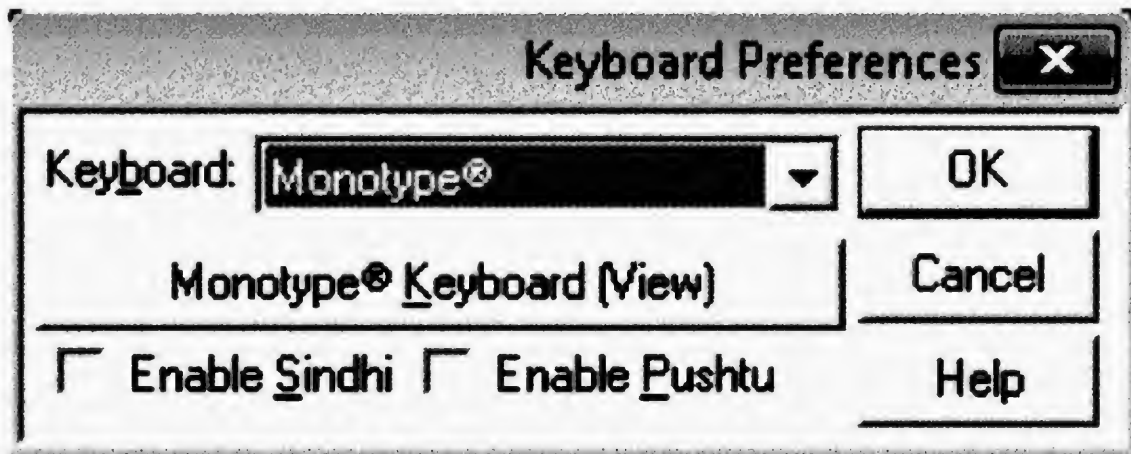 Keyboard Preferences
Keyboard: Monotype® OK
Monotype® Keyboard (View) Cancel
Enable Sindhi Enable Pushtu Help